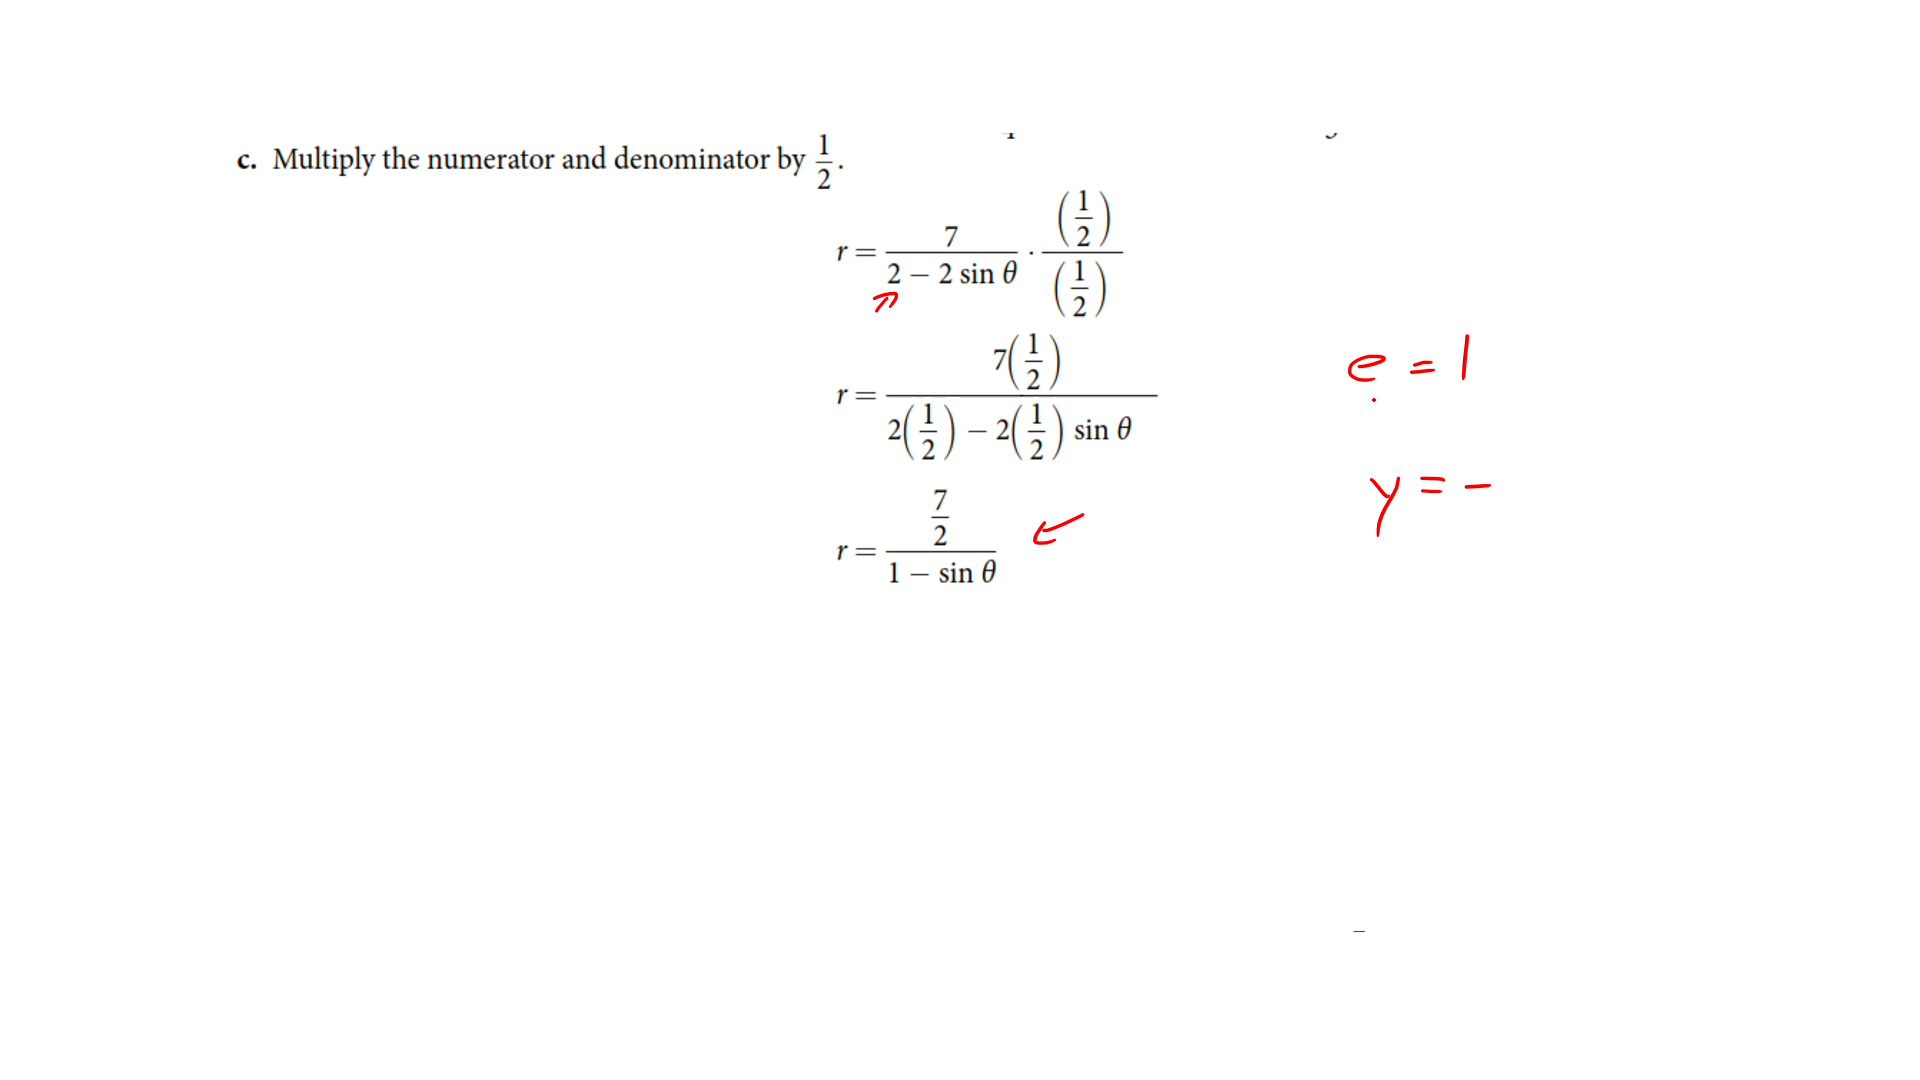 c. Multiply the numerator and denominator by 1/2.
r = 7/(2 − 2 sin θ) · (1/2)/(1/2)
r = 7(1/2)/(2(1/2) − 2(1/2) sin θ)
e = 1
y = −
r = (7/2)/(1 − sin θ)